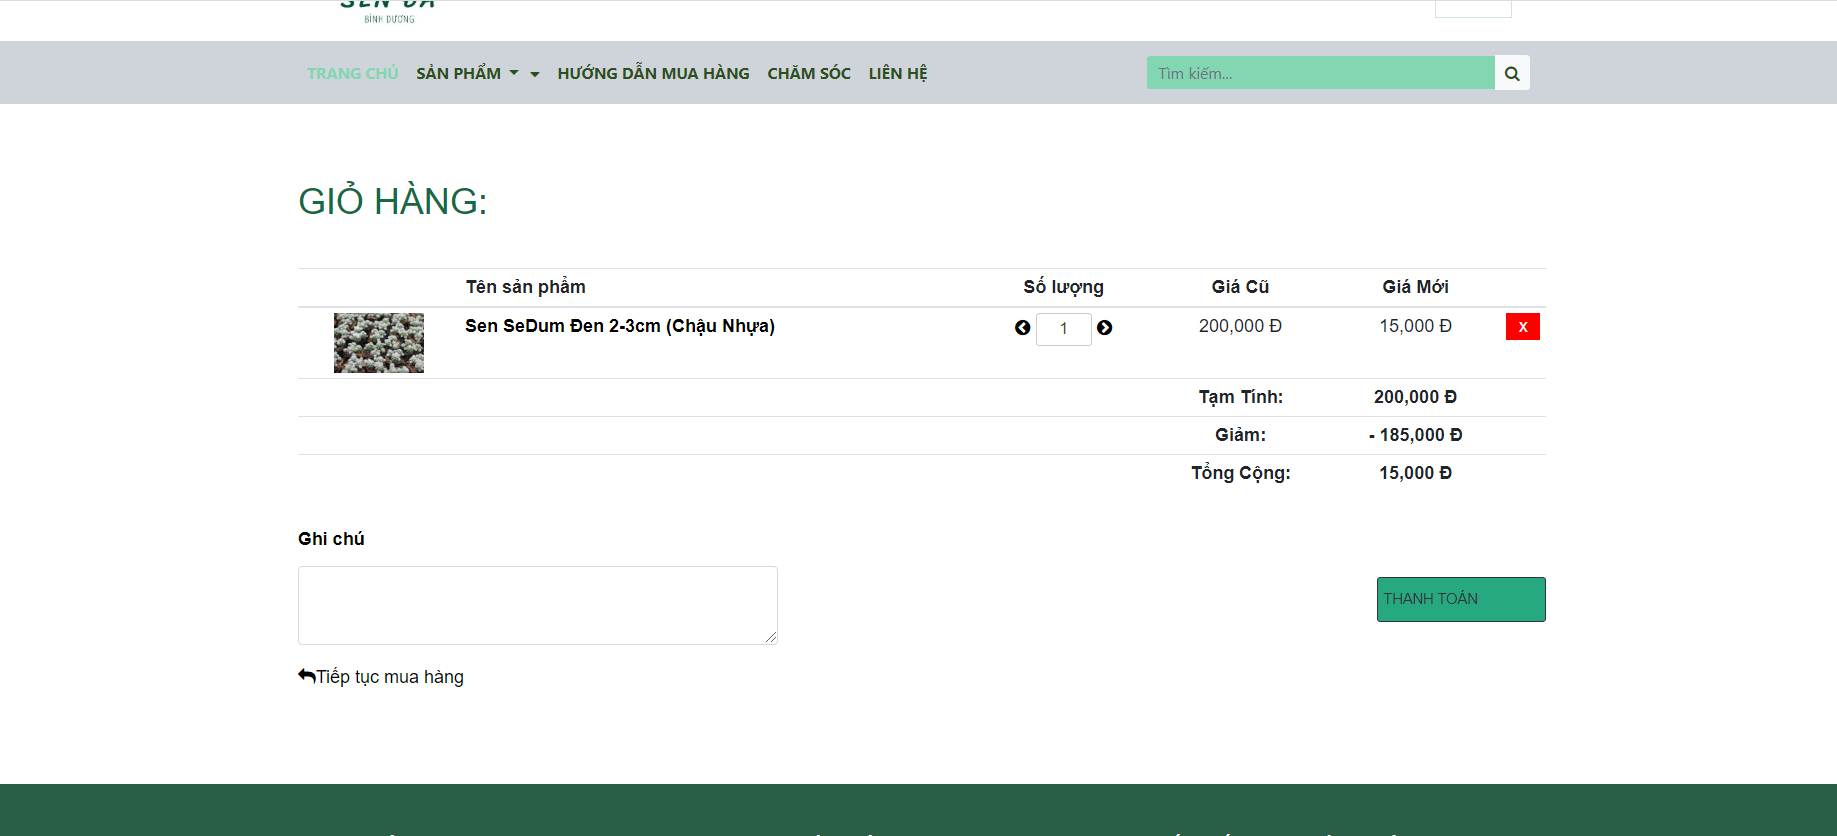 BÌNH DƯƠNG
TRANG CHỦ SẢN PHẨM HƯỚNG DẪN MUA HÀNG CHĂM SÓC LIÊN HỆ Tìm kiếm...
GIỎ HÀNG:
Tên sản phẩm Số lượng Giá Cũ Giá Mới
Sen SeDum Đen 2-3cm (Chậu Nhựa) 1 200,000 Đ 15,000 Đ X
Tạm Tính: 200,000 Đ
Giảm: - 185,000 Đ
Tổng Cộng: 15,000 Đ
Ghi chú
THANH TOÁN
Tiếp tục mua hàng